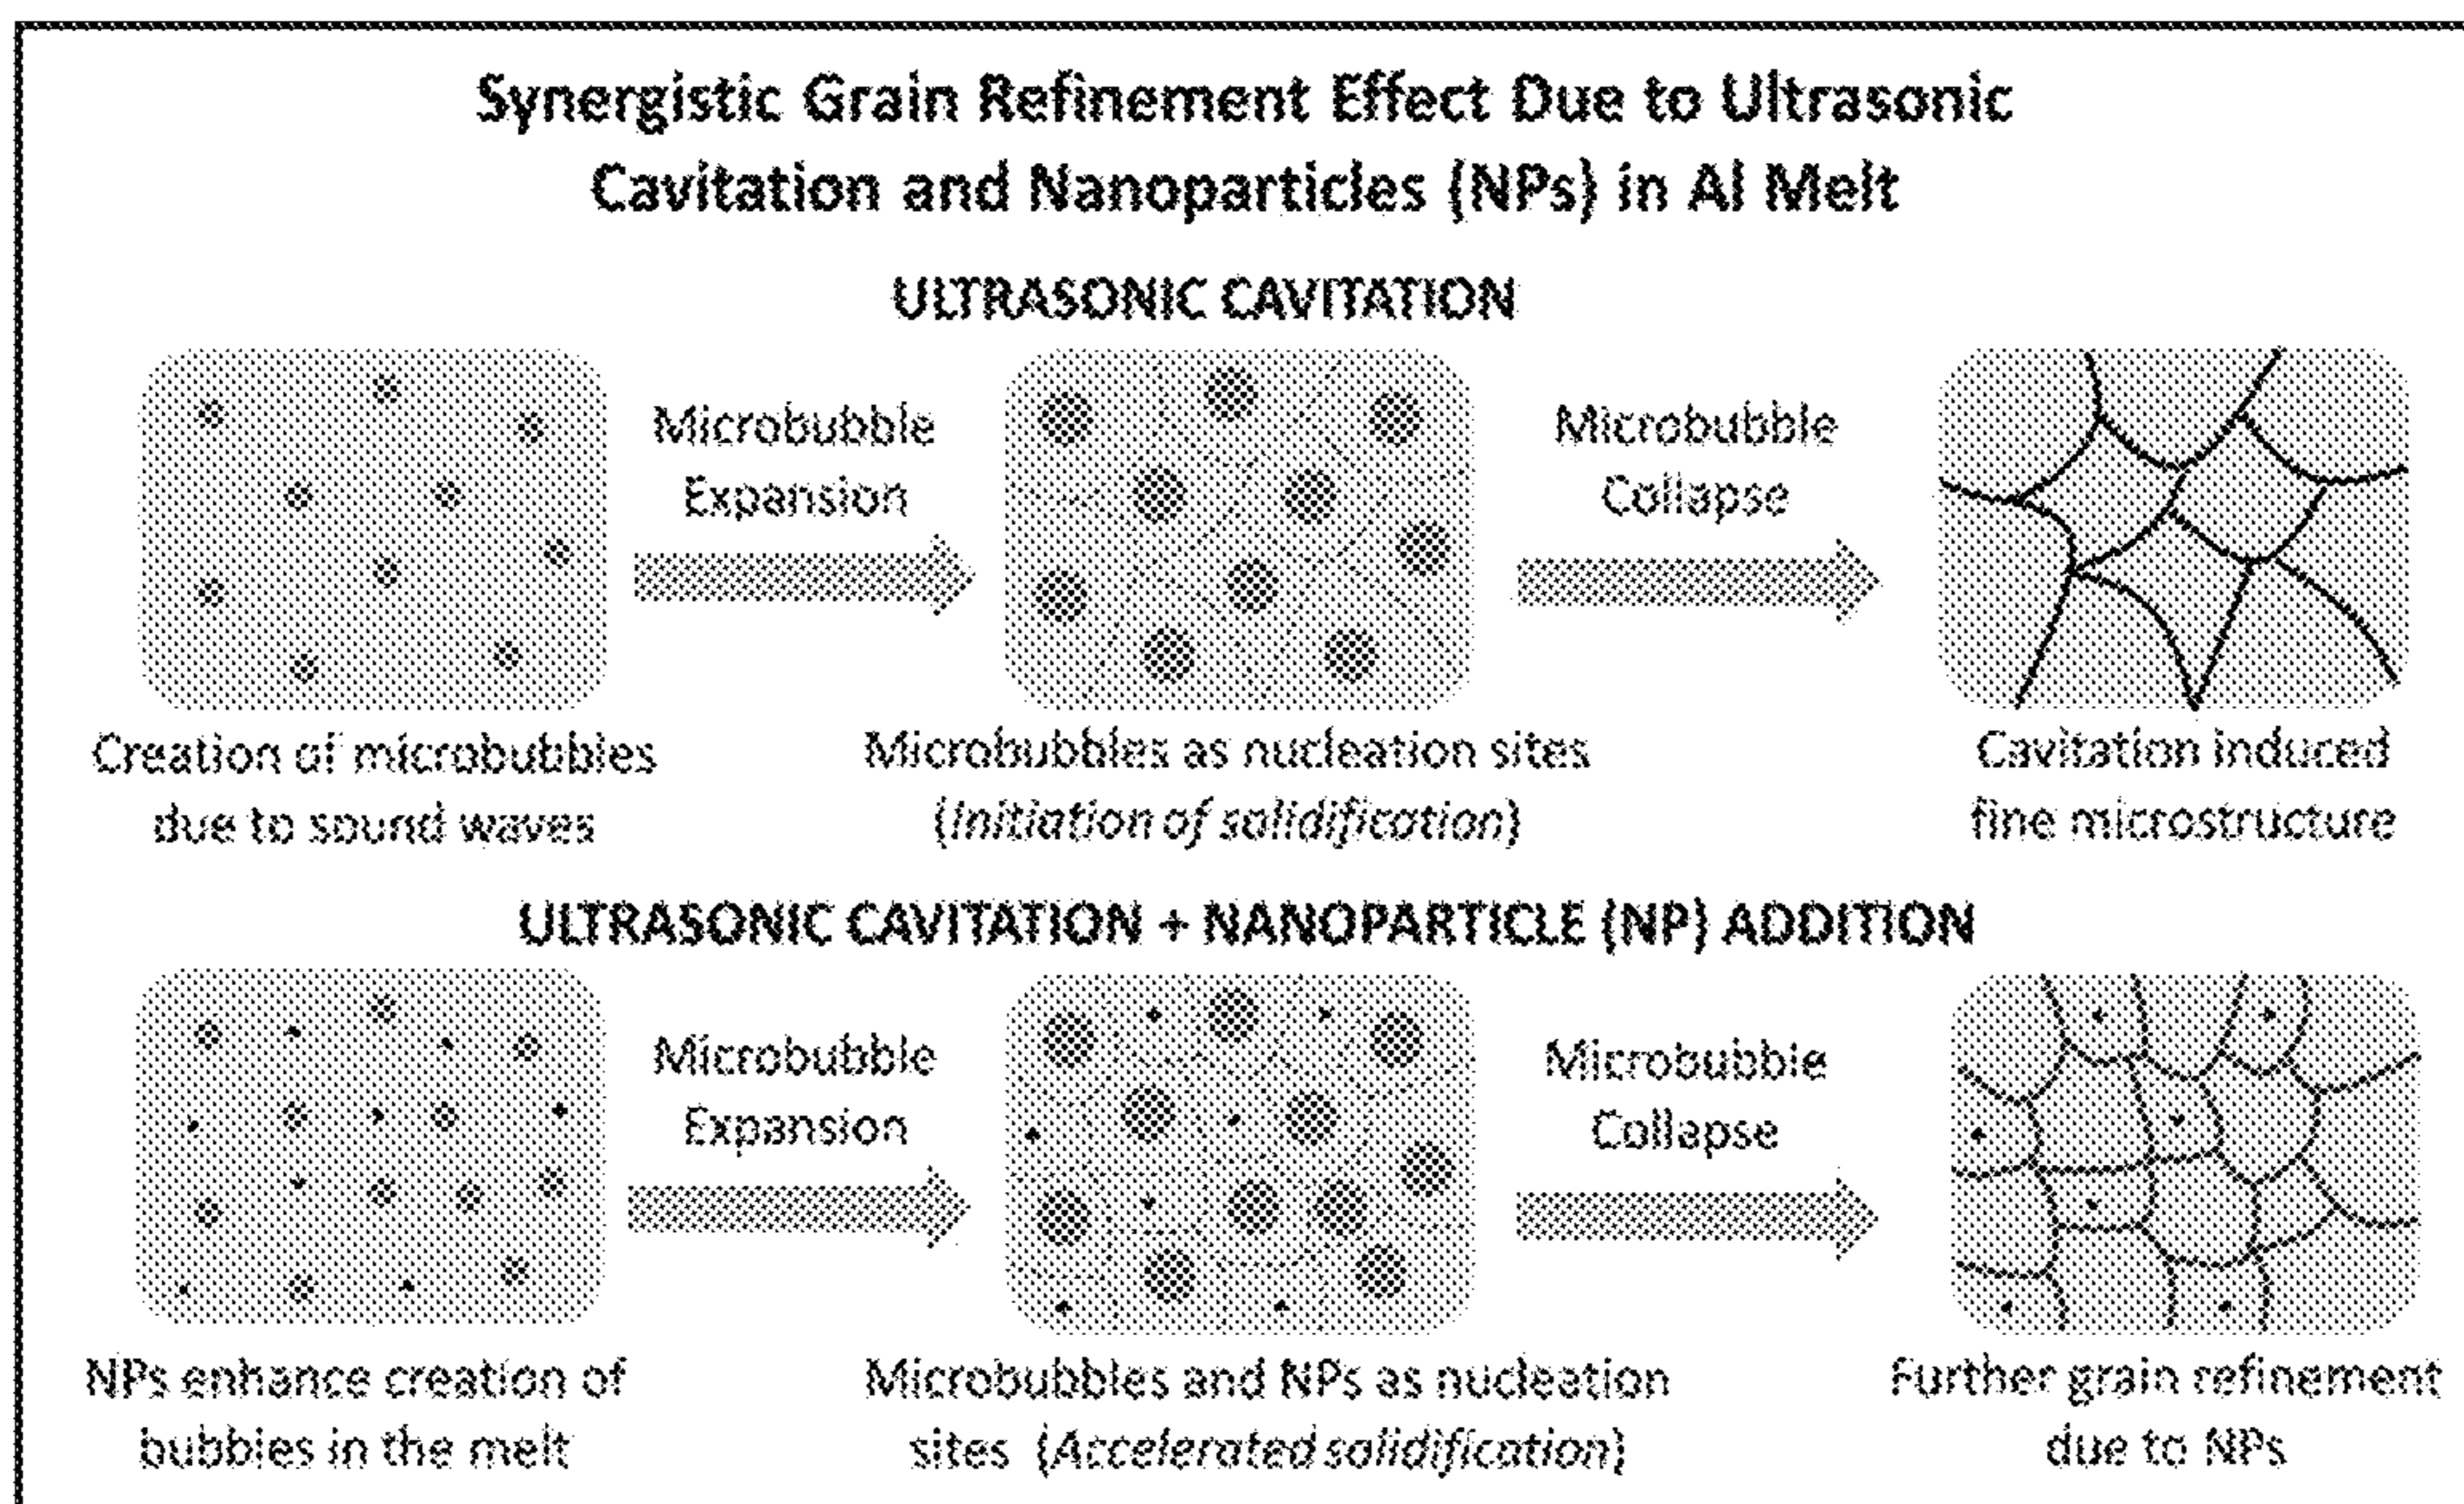 Synergistic Grain Refinement Effect Due to Ultrasonic
Cavitation and Nanoparticles (NPs) in Al Melt
ULTRASONIC CAVITATION
Microbubble
Expansion
Microbubble
Collapse
Creation of microbubbles
due to sound waves
Microbubbles as nucleation sites
(Initiation of solidification)
Cavitation induced
fine microstructure
ULTRASONIC CAVITATION + NANOPARTICLE (NP) ADDITION
Microbubble
Expansion
Microbubble
Collapse
NPs enhance creation of
bubbles in the melt
Microbubbles and NPs as nucleation
sites (Accelerated solidification)
Further grain refinement
due to NPs